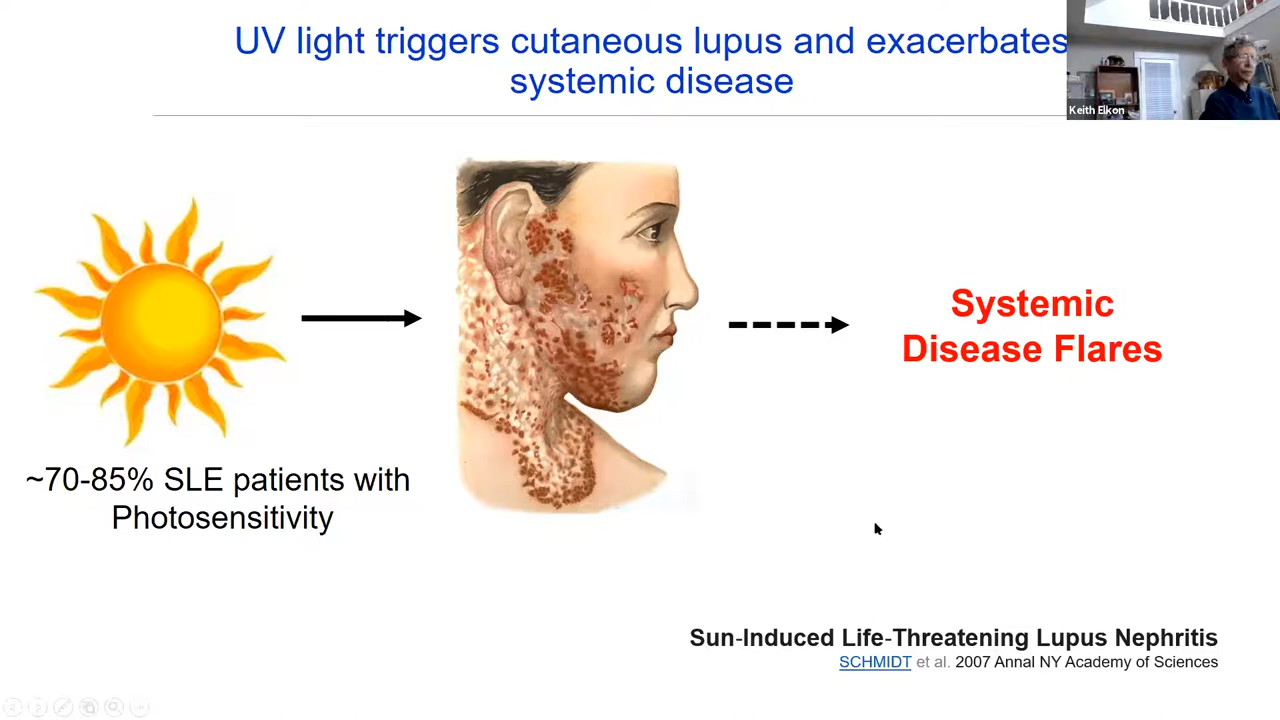 UV light triggers cutaneous lupus and exacerbates
systemic disease
Keith Elkon
Systemic
Disease Flares
~70-85% SLE patients with
Photosensitivity
Sun-Induced Life-Threatening Lupus Nephritis
SCHMIDT et al. 2007 Annal NY Academy of Sciences